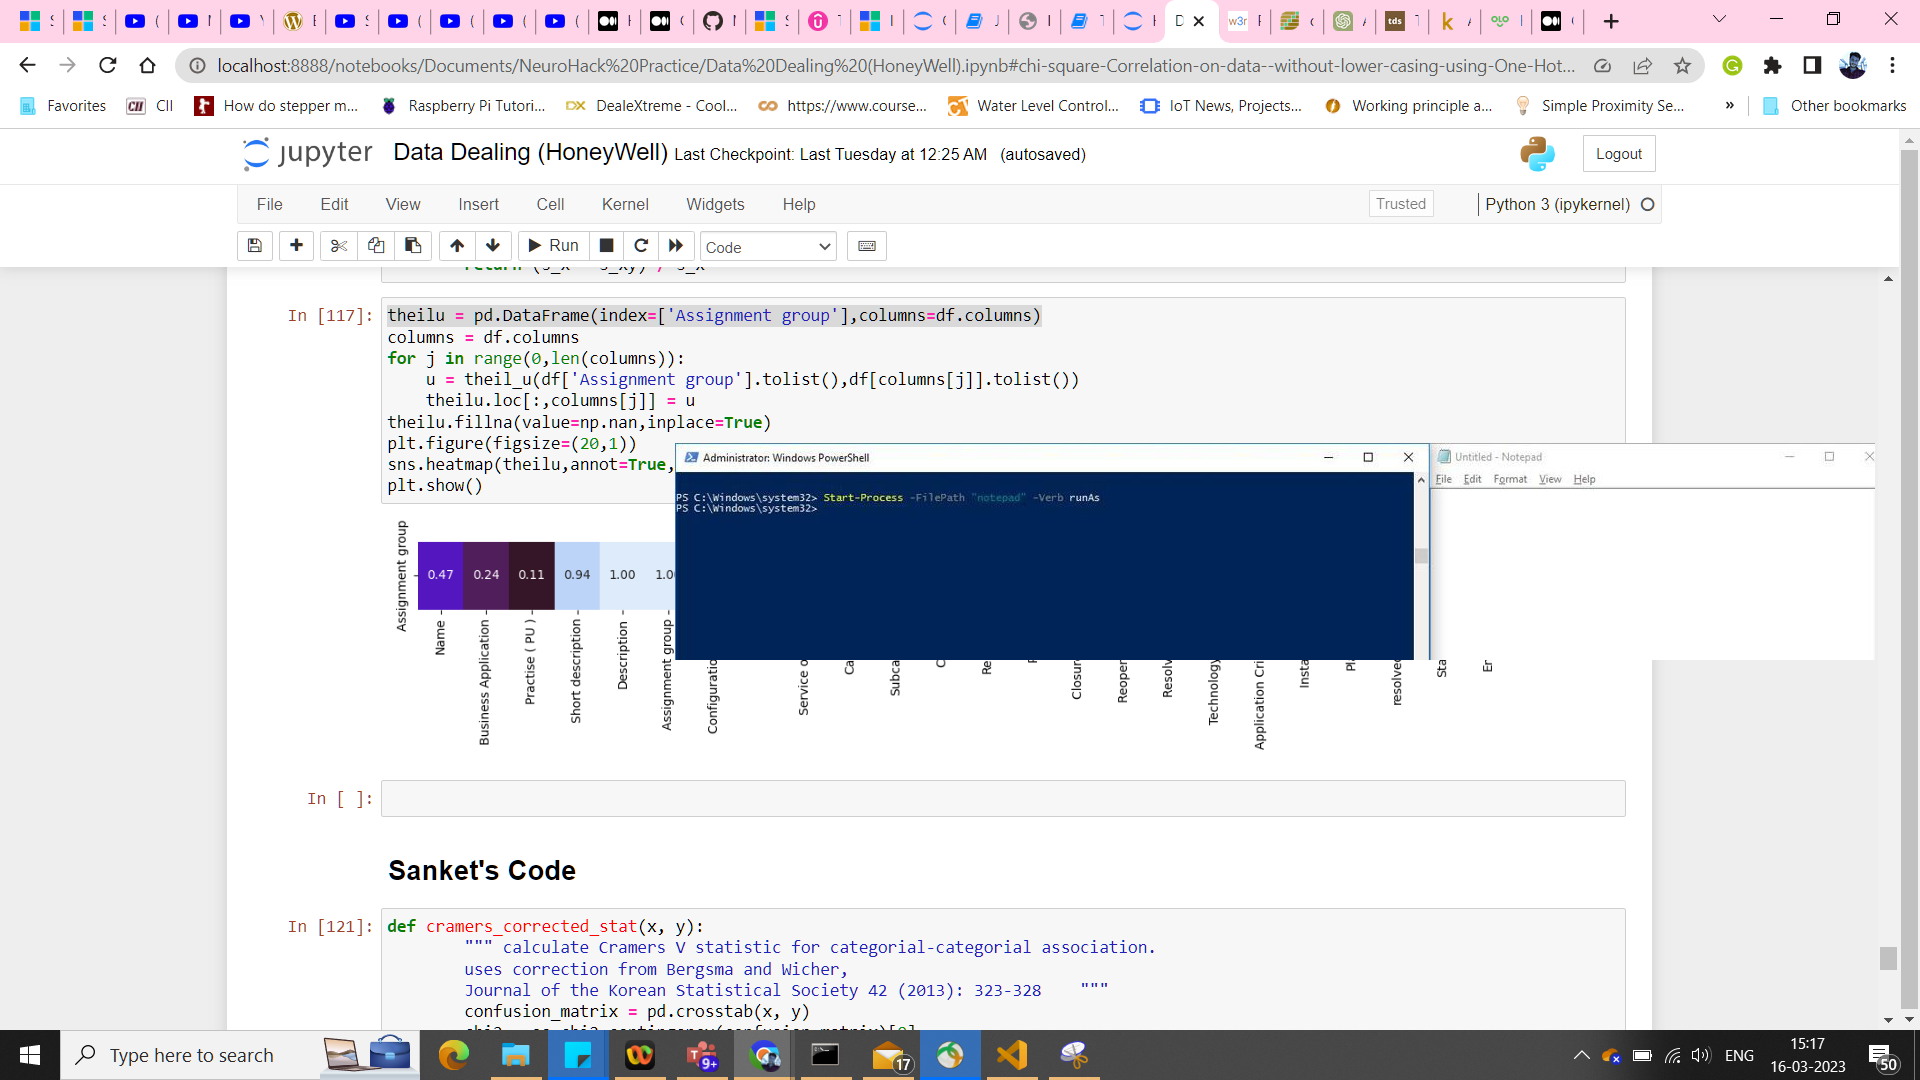 localhost:8888/notebooks/Documents/NeuroHack%20Practice/Data%20Dealing%20(HoneyWell).ipynb#chi-square-Correlation-on-data--without-lower-casing-using-One-Hot...
Favorites CII How do stepper m... Raspberry Pi Tutori... DX DealeXtreme - Cool... https://www.course... Water Level Control... IoT News, Projects... Working principle a... Simple Proximity Se... » Other bookmarks
jupyter Data Dealing (HoneyWell) Last Checkpoint: Last Tuesday at 12:25 AM (autosaved) Logout
File Edit View Insert Cell Kernel Widgets Help Trusted Python 3 (ipykernel)
Run Code
In [117]:
theilu = pd.DataFrame(index=['Assignment group'],columns=df.columns)
columns = df.columns
for j in range(0,len(columns)):
    u = theil_u(df['Assignment group'].tolist(),df[columns[j]].tolist())
    theilu.loc[:,columns[j]] = u
theilu.fillna(value=np.nan,inplace=True)
plt.figure(figsize=(20,1))
sns.heatmap(theilu,annot=True,
plt.show()
Administrator: Windows PowerShell
PS C:\Windows\system32> Start-Process -FilePath "notepad" -Verb runAs
PS C:\Windows\system32>
Untitled - Notepad
File Edit Format View Help
Assignment group
0.47 0.24 0.11 0.94 1.00 1.0
Name
Business Application
Practise ( PU )
Short description
Description
Assignment group
Configuratio
Service o
Ca
Subca
C
Re
Closure
Reopen
Resolv
Technology
Application Cri
Insta
Pl
resolved
Sta
Er
In [ ]:
Sanket's Code
In [121]:
def cramers_corrected_stat(x, y):
        """ calculate Cramers V statistic for categorial-categorial association.
        uses correction from Bergsma and Wicher,
        Journal of the Korean Statistical Society 42 (2013): 323-328    """
        confusion_matrix = pd.crosstab(x, y)
Type here to search
9+
17
ENG
15:17
16-03-2023
50